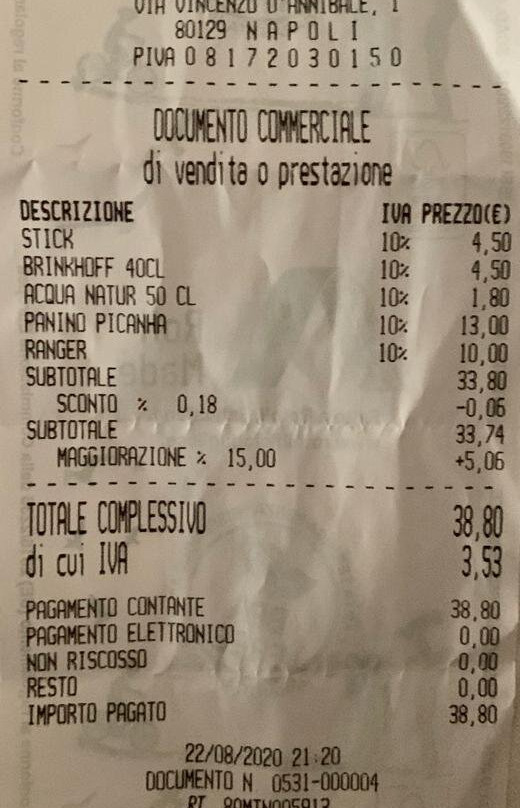 VIA VINCENZO D'ANNIBALE, 1
80129 NAPOLI
PIVA 08172030150
DOCUMENTO COMMERCIALE
di vendita o prestazione
DESCRIZIONE IVA PREZZO(€)
STICK 10% 4,50
BRINKHOFF 40CL 10% 4,50
ACQUA NATUR 50 CL 10% 1,80
PANINO PICANHA 10% 13,00
RANGER 10% 10,00
SUBTOTALE 33,80
SCONTO % 0,18 -0,06
SUBTOTALE 33,74
MAGGIORAZIONE % 15,00 +5,06
TOTALE COMPLESSIVO 38,80
di cui IVA 3,53
PAGAMENTO CONTANTE 38,80
PAGAMENTO ELETTRONICO 0,00
NON RISCOSSO 0,00
RESTO 0,00
IMPORTO PAGATO 38,80
22/08/2020 21:20
DOCUMENTO N 0531-000004
RT